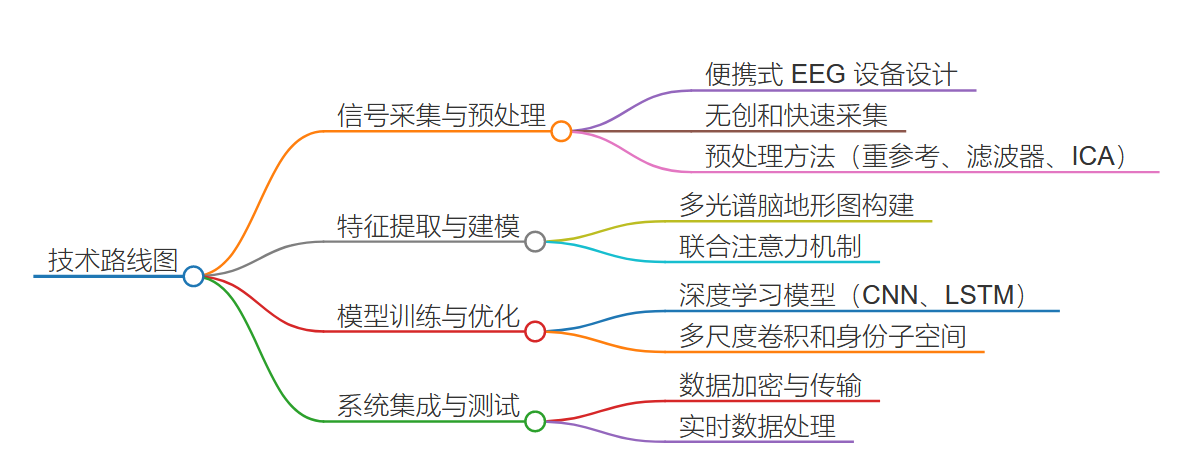 技术路线图
信号采集与预处理
便携式 EEG 设备设计
无创和快速采集
预处理方法（重参考、滤波器、ICA）
特征提取与建模
多光谱脑地形图构建
联合注意力机制
模型训练与优化
深度学习模型（CNN、LSTM）
多尺度卷积和身份子空间
系统集成与测试
数据加密与传输
实时数据处理